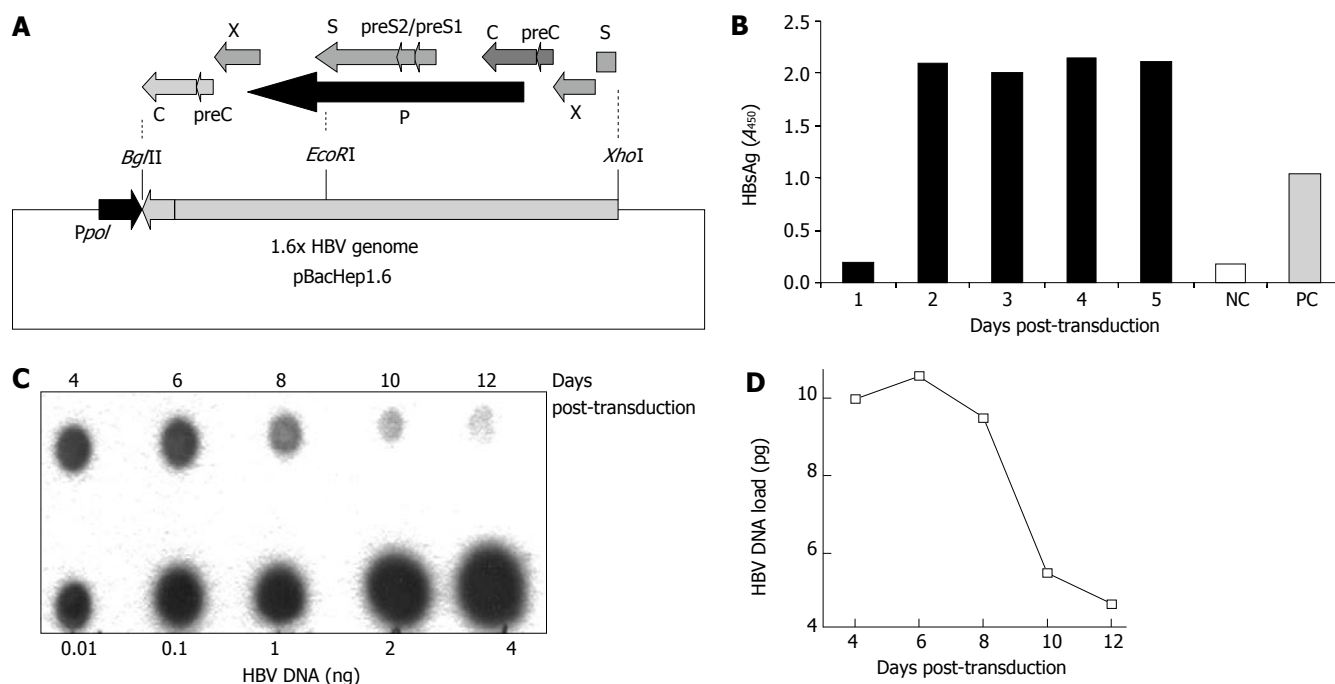 A
X S preS2/preS1 C preC S
C preC P X
BglII EcoRI XhoI
Ppol
1.6x HBV genome
pBacHep1.6
B
HBsAg (A450)
2.5
2.0
1.5
1.0
0.5
0.0
1 2 3 4 5 NC PC
Days post-transduction
C
4 6 8 10 12 Days
post-transduction
0.01 0.1 1 2 4
HBV DNA (ng)
D
HBV DNA load (pg)
10
8
6
4
4 6 8 10 12
Days post-transduction